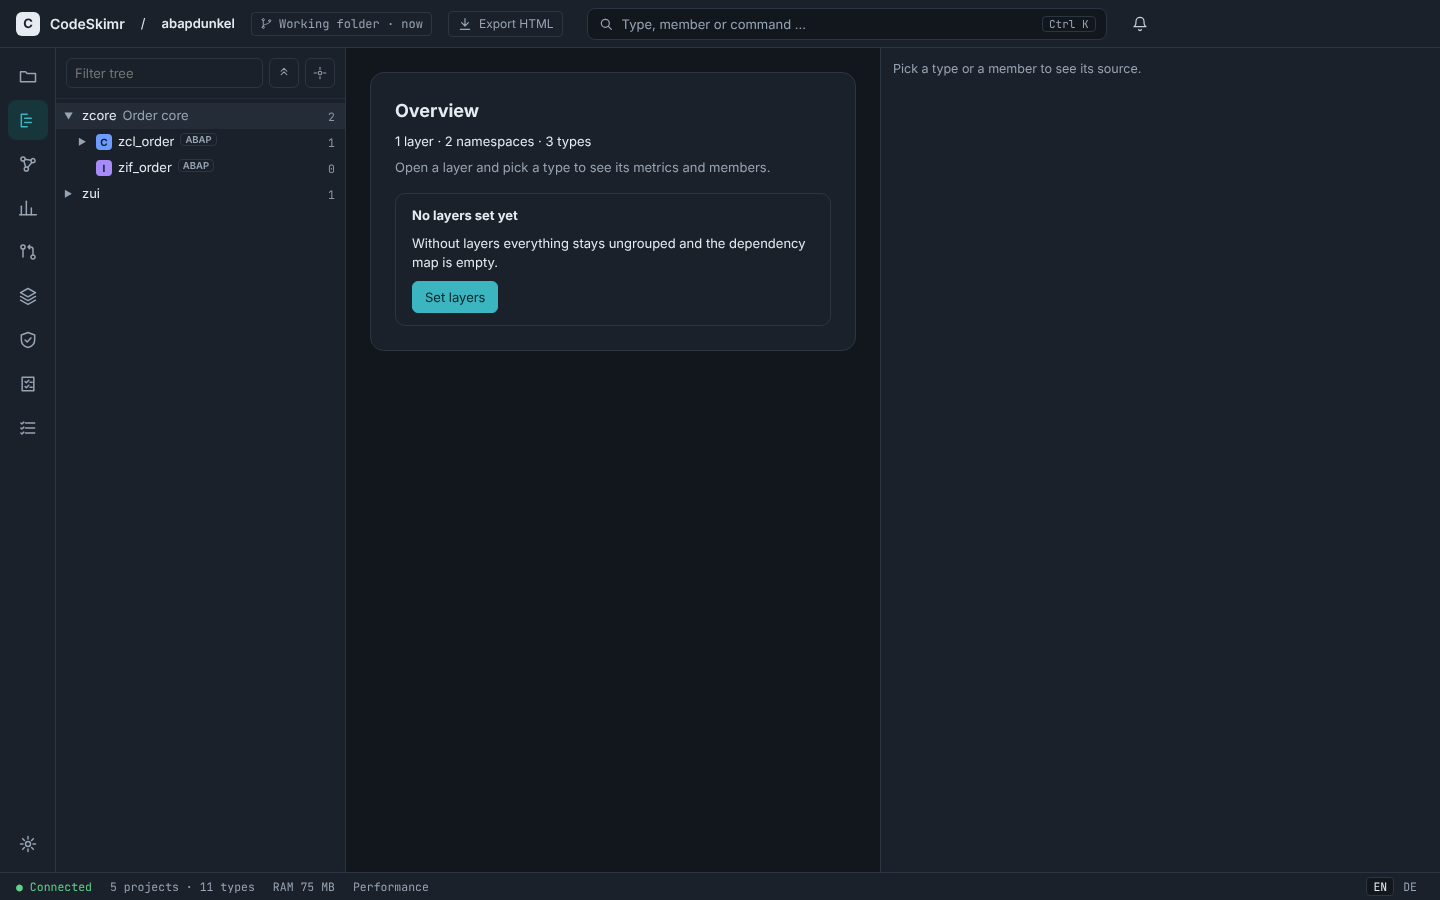 C CodeSkimr / abapdunkel Working folder · now Export HTML Type, member or command ... Ctrl K
Filter tree
zcore Order core 2
C zcl_order ABAP 1
I zif_order ABAP 0
zui 1
Overview
1 layer · 2 namespaces · 3 types
Open a layer and pick a type to see its metrics and members.
No layers set yet
Without layers everything stays ungrouped and the dependency
map is empty.
Set layers
Pick a type or a member to see its source.
Connected 5 projects · 11 types RAM 75 MB Performance EN DE